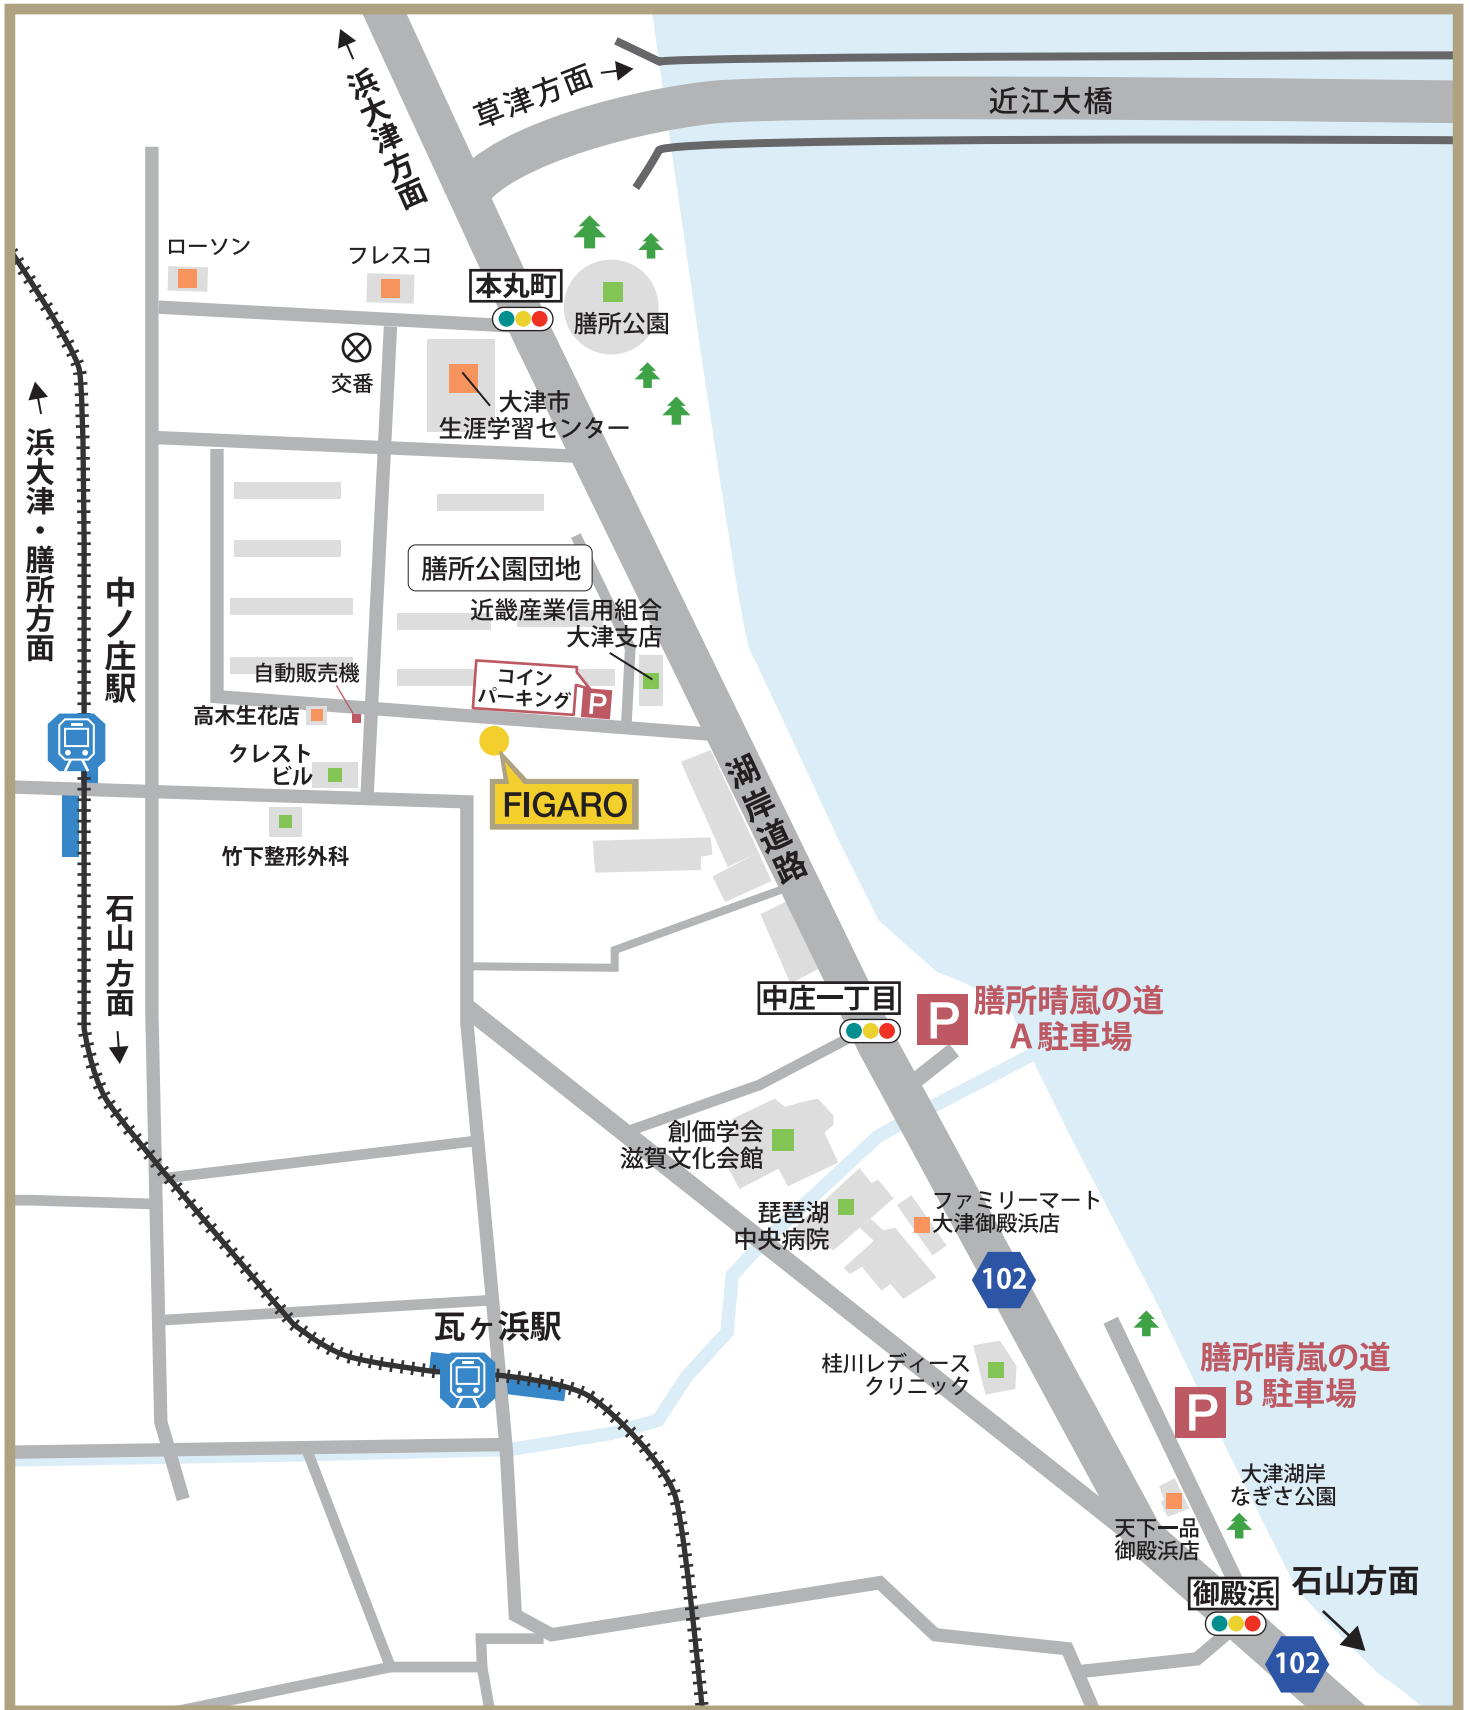 浜大津方面
草津方面
近江大橋
ローソン
フレスコ
本丸町
膳所公園
交番
大津市
生涯学習センター
浜大津・膳所方面
膳所公園団地
中ノ庄駅
近畿産業信用組合
大津支店
自動販売機
コイン
パーキング
P
高木生花店
クレスト
ビル
FIGARO
湖岸道路
竹下整形外科
石山方面
中庄一丁目
P
膳所晴嵐の道
A 駐車場
創価学会
滋賀文化会館
琵琶湖
中央病院
ファミリーマート
大津御殿浜店
102
瓦ヶ浜駅
桂川レディース
クリニック
膳所晴嵐の道
B 駐車場
P
大津湖岸
なぎさ公園
天下一品
御殿浜店
御殿浜
石山方面
102